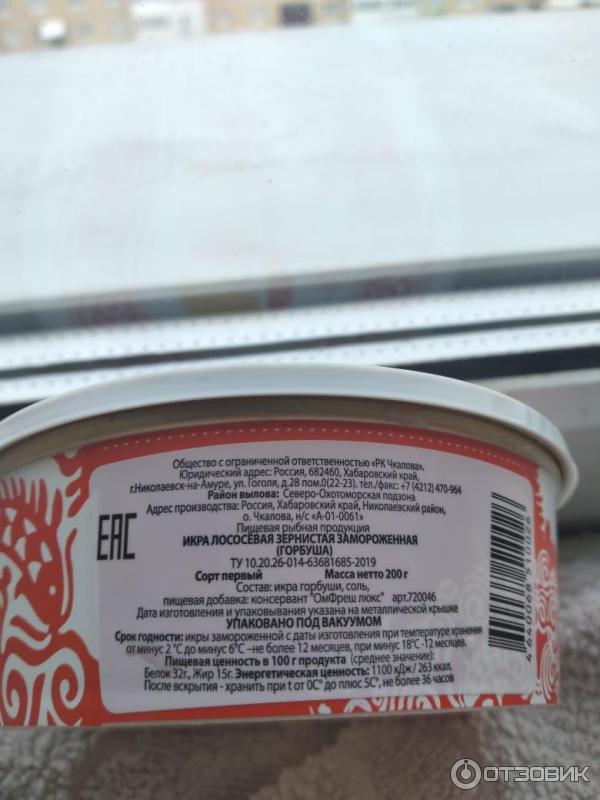 Общество с ограниченной ответственностью «РК Чкалова».
Юридический адрес: Россия, 682460, Хабаровский край,
г.Николаевск-на-Амуре, ул. Гоголя, д.28 пом.0(22-23). тел./факс: +7 (4212) 470-964
Район вылова: Северо-Охотоморская подзона
Адрес производства: Россия, Хабаровский край, Николаевский район,
о. Чкалова, н/с «А-01-0061»
Пищевая рыбная продукция
ИКРА ЛОСОСЁВАЯ ЗЕРНИСТАЯ ЗАМОРОЖЕННАЯ
(ГОРБУША)
ТУ 10.20.26-014-63681685-2019
Сорт первый Масса нетто 200 г
Состав: икра горбуши, соль,
пищевая добавка: консервант "ОмФреш люкс" арт.720046
Дата изготовления и упаковывания указана на металлической крышке
УПАКОВАНО ПОД ВАКУУМОМ
Срок годности: икры замороженной с даты изготовления при температуре хранения
от минус 2 °С до минус 6°С –не более 12 месяцев, при минус 18°С -12 месяцев.
Пищевая ценность в 100 г продукта (среднее значение):
Белок 32г., Жир 15г. Энергетическая ценность: 1100 кДж / 263 ккал.
После вскрытия - хранить при t от 0С° до плюс 5С°, не более 36 часов
ЕАС
4 640068 310026
ОТЗОВИК